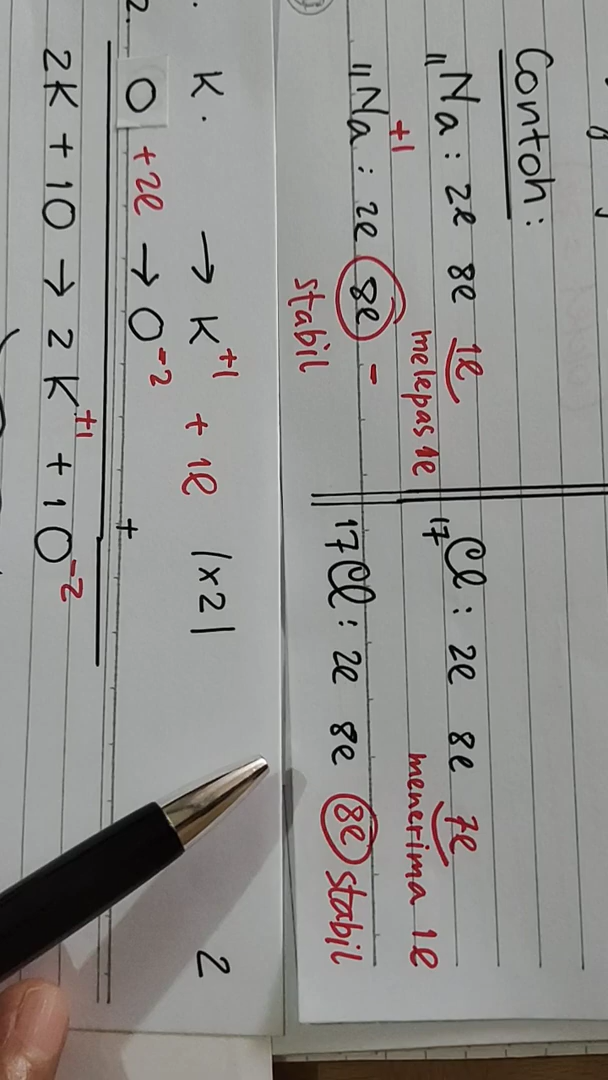 Contoh:
₁₁Na : 2e 8e 1e
melepas 1e
₁₁Na⁺¹ : 2e 8e -
stabil
₁₇Cl : 2e 8e 7e
menerima 1e
₁₇Cl : 2e 8e 8e stabil
K. → K⁺¹ + 1e |x2|
2
2. O +2e → O⁻²
+
2K + 1O → 2K⁺¹ + 1O⁻²